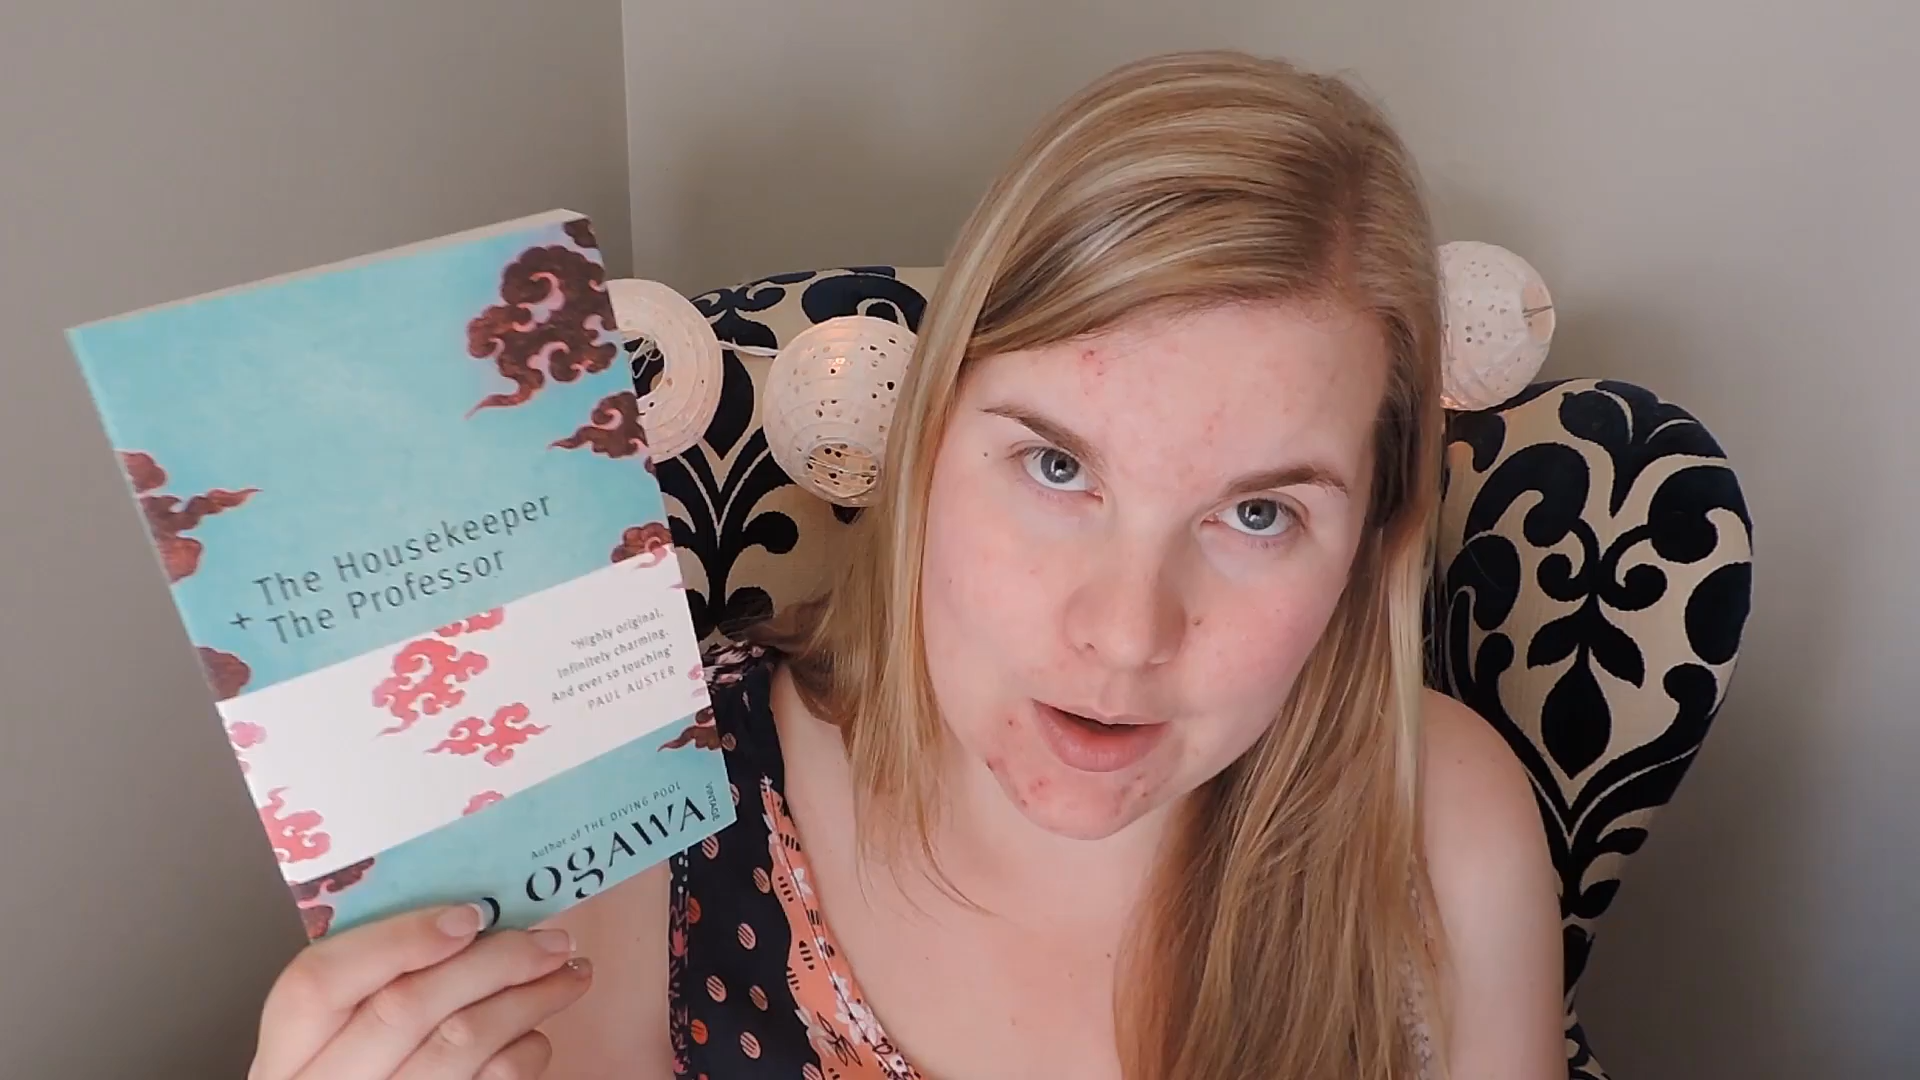 The Housekeeper
+ The Professor
"Highly original.
Infinitely charming.
And ever so touching"
PAUL AUSTER
Author of THE DIVING POOL
OgAWA
VINTAGE